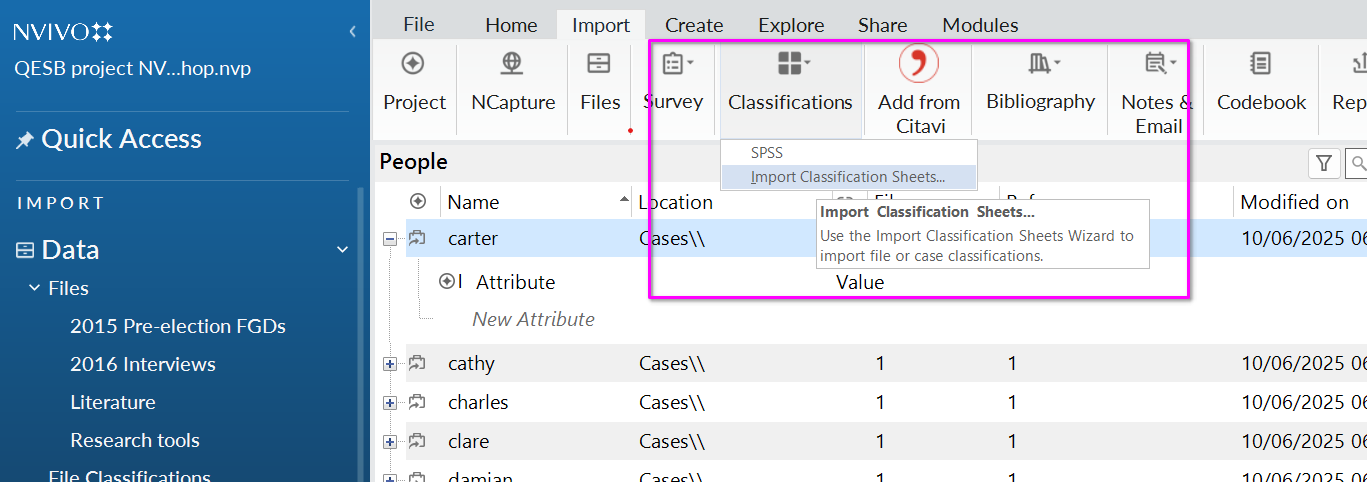 NVIVO
QESB project NV...hop.nvp
Quick Access
IMPORT
Data
Files
2015 Pre-election FGDs
2016 Interviews
Literature
Research tools
File Classifications
File Home Import Create Explore Share Modules
Project NCapture Files Survey Classifications Add from Citavi Bibliography Notes & Email Codebook Rep
SPSS
Import Classification Sheets...
People
Name Location Modified on
Import Classification Sheets...
Use the Import Classification Sheets Wizard to
import file or case classifications.
carter Cases\\ 10/06/2025 06
Attribute Value
New Attribute
cathy Cases\\ 1 1 10/06/2025 06
charles Cases\\ 1 1 10/06/2025 06
clare Cases\\ 1 1 10/06/2025 06
damian Cases\\ 1 1 10/06/2025 06